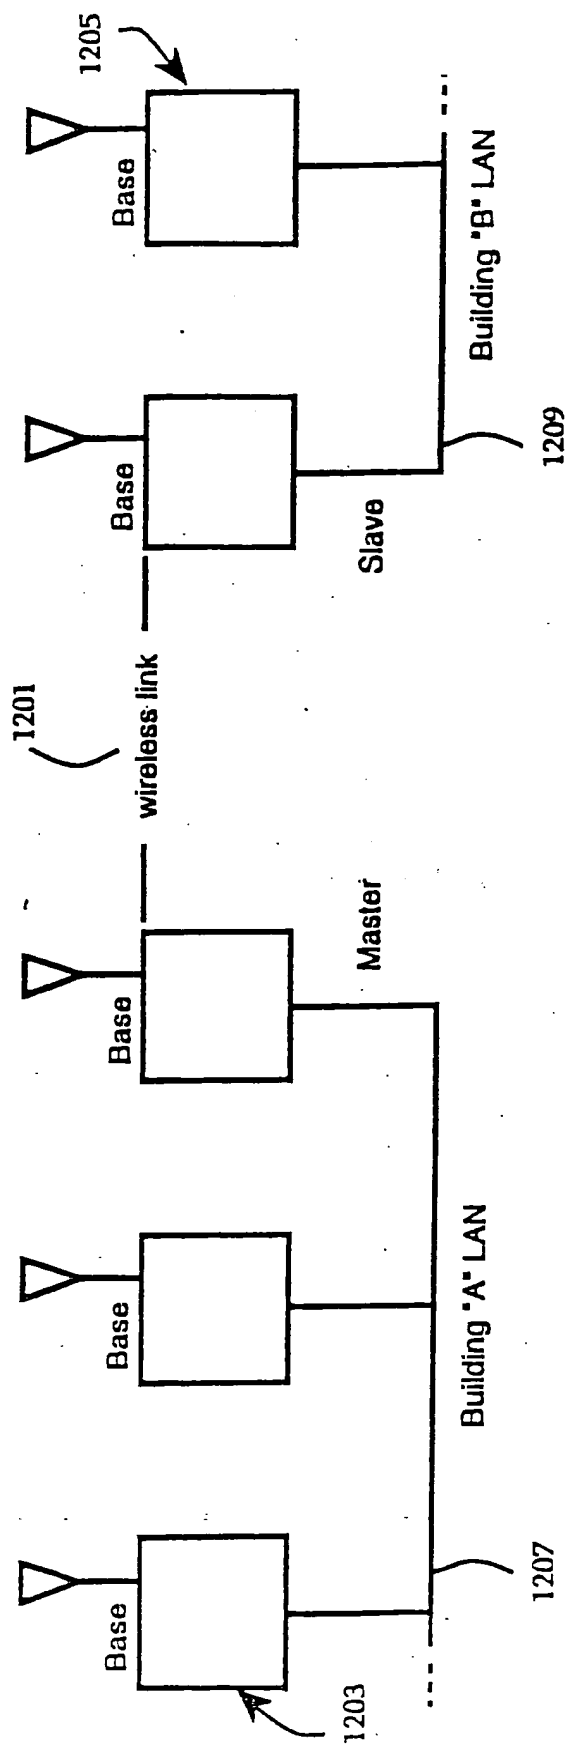 1201
1205
Base
Base
Base
Base
Base
wireless link
Master
Slave
1203
1207
Building "A" LAN
1209
Building "B" LAN